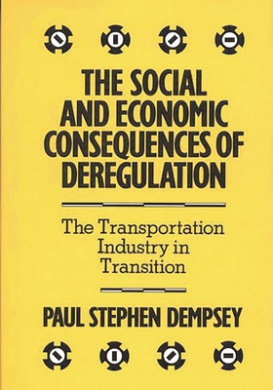 THE SOCIAL
AND ECONOMIC
CONSEQUENCES OF
DEREGULATION
The Transportation
Industry in
Transition
PAUL STEPHEN DEMPSEY